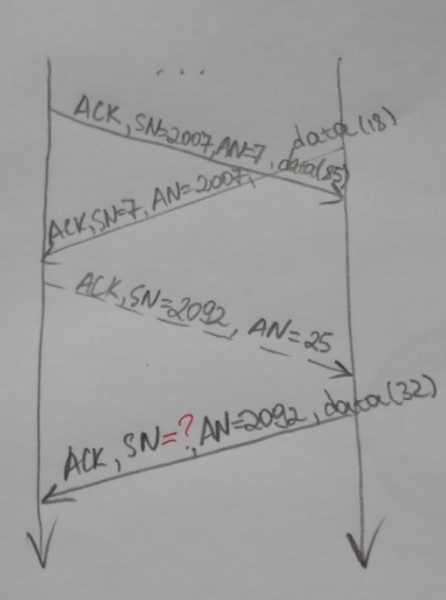 ...
ACK, SN=2007, AN=7, data(85)
ACK, SN=7, AN=2007, data(18)
ACK, SN=2092, AN=25
ACK, SN=?, AN=2092, data(32)